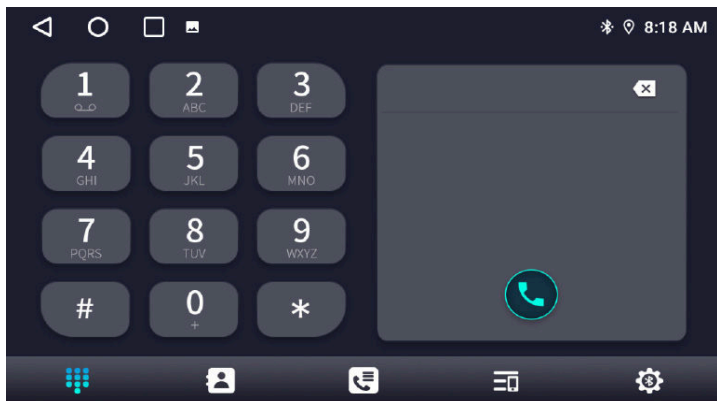 8:18 AM
1 2 3
ABC DEF
4 5 6
GHI JKL MNO
7 8 9
PQRS TUV WXYZ
# 0 *
+